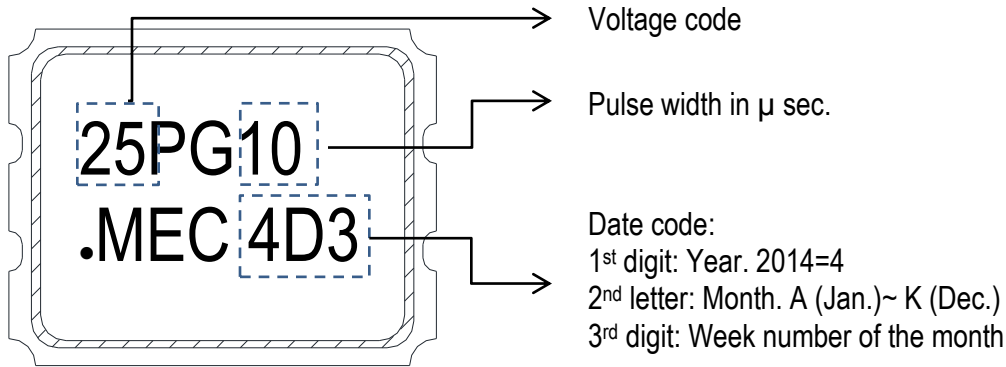 Voltage code
Pulse width in µ sec.
25PG10
.MEC 4D3
Date code:
1st digit: Year. 2014=4
2nd letter: Month. A (Jan.)~ K (Dec.)
3rd digit: Week number of the month